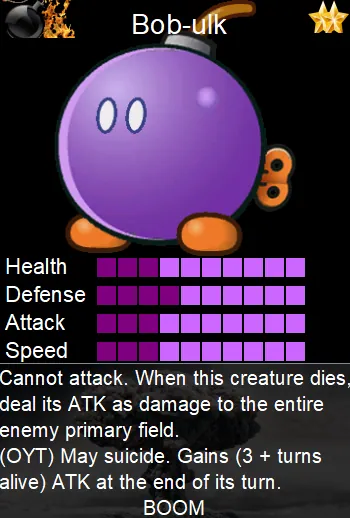 Bob-ulk
Health
Defense
Attack
Speed
Cannot attack. When this creature dies,
deal its ATK as damage to the entire
enemy primary field.
(OYT) May suicide. Gains (3 + turns
alive) ATK at the end of its turn.
BOOM